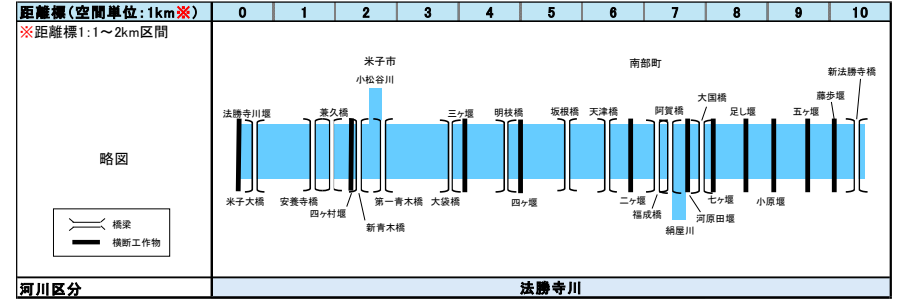 距離標(空間単位:1km※) 0 1 2 3 4 5 6 7 8 9 10
※距離標1:1～2km区間
米子市 南部町
小松谷川 新法勝寺橋
大国橋 藤歩堰
法勝寺川堰 兼久橋 三ヶ堰 明枝橋 坂根橋 天津橋 阿賀橋 足し堰 五ヶ堰
略図
米子大橋 安養寺橋 第一青木橋 大袋橋 四ヶ堰 二ヶ堰 七ヶ堰 小原堰
四ヶ村堰 福成橋 河原田堰
新青木橋 絹屋川
橋梁
横断工作物
河川区分 法勝寺川